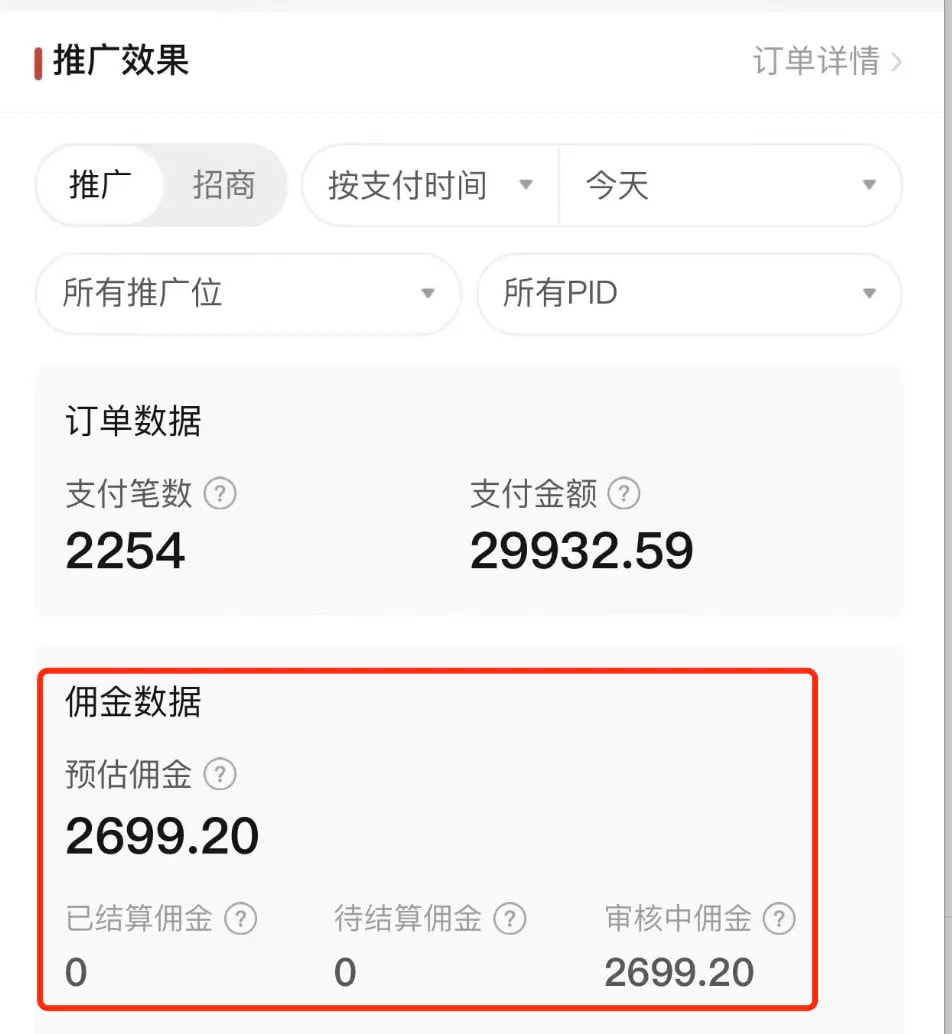 推广效果 订单详情 >
推广 招商 按支付时间 今天
所有推广位 所有PID
订单数据
支付笔数 ? 支付金额 ?
2254 29932.59
佣金数据
预估佣金 ?
2699.20
已结算佣金 ? 待结算佣金 ? 审核中佣金 ?
0 0 2699.20